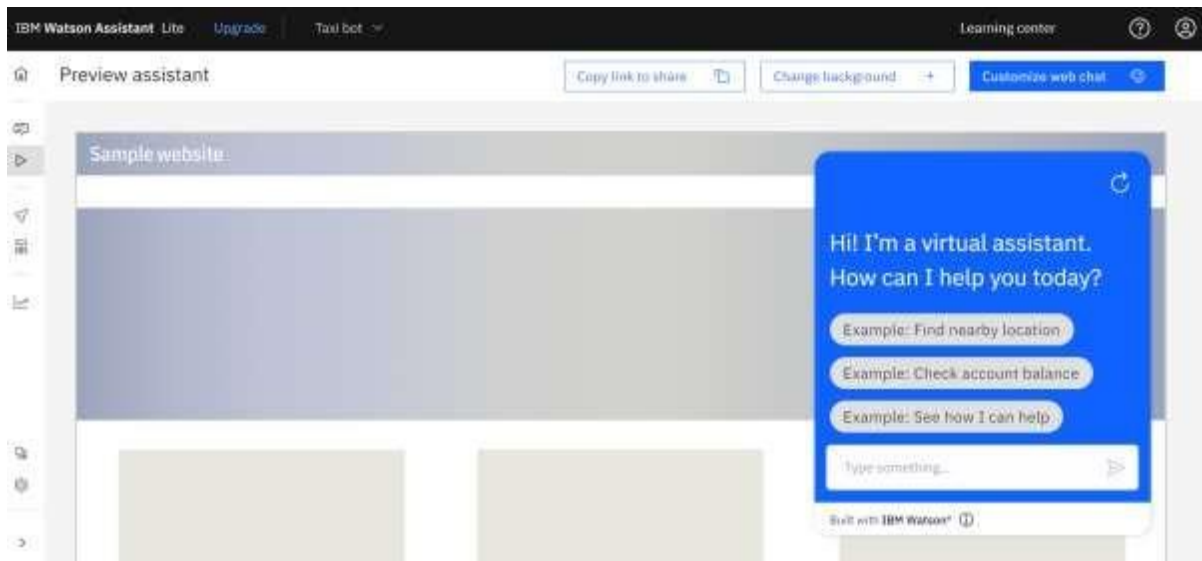 IBM Watson Assistant Lite Upgrade Taxi bot Learning center
Preview assistant Copy link to share Change background + Customize web chat
Sample website
Hi! I'm a virtual assistant.
How can I help you today?
Example: Find nearby location
Example: Check account balance
Example: See how I can help
Type something...
Built with IBM Watson®